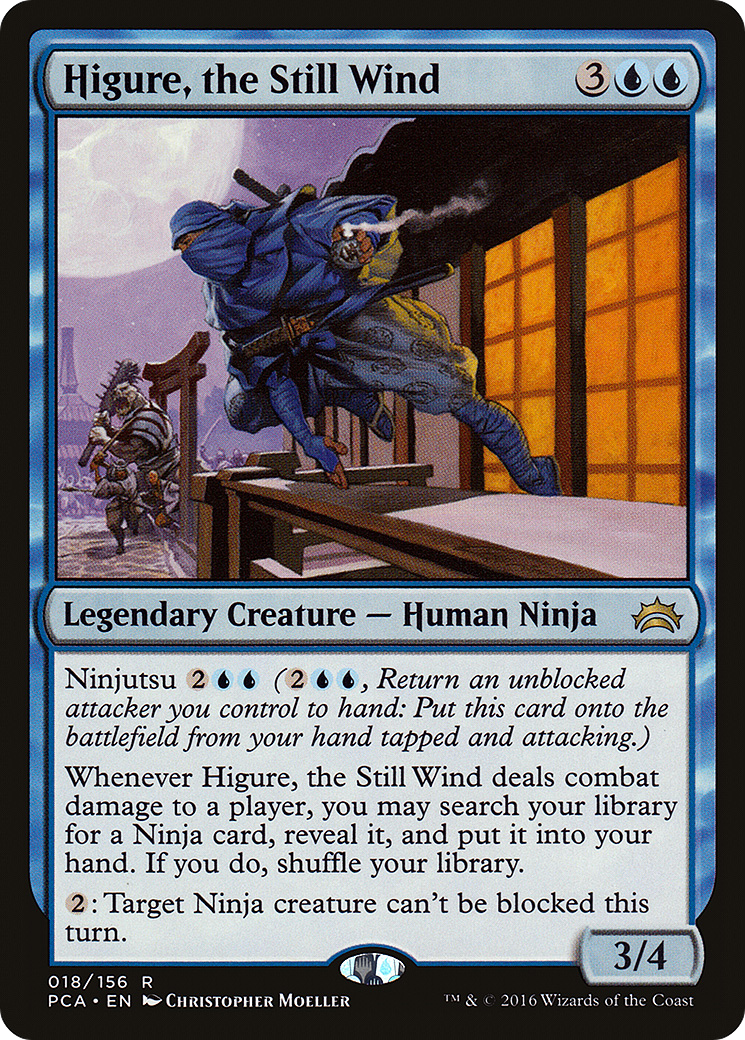 Higure, the Still Wind 3
Legendary Creature — Human Ninja
Ninjutsu 2 (2, Return an unblocked
attacker you control to hand: Put this card onto the
battlefield from your hand tapped and attacking.)
Whenever Higure, the Still Wind deals combat
damage to a player, you may search your library
for a Ninja card, reveal it, and put it into your
hand. If you do, shuffle your library.
2: Target Ninja creature can't be blocked this
turn.
3/4
018/156 R
PCA • EN Christopher Moeller
™ & © 2016 Wizards of the Coast